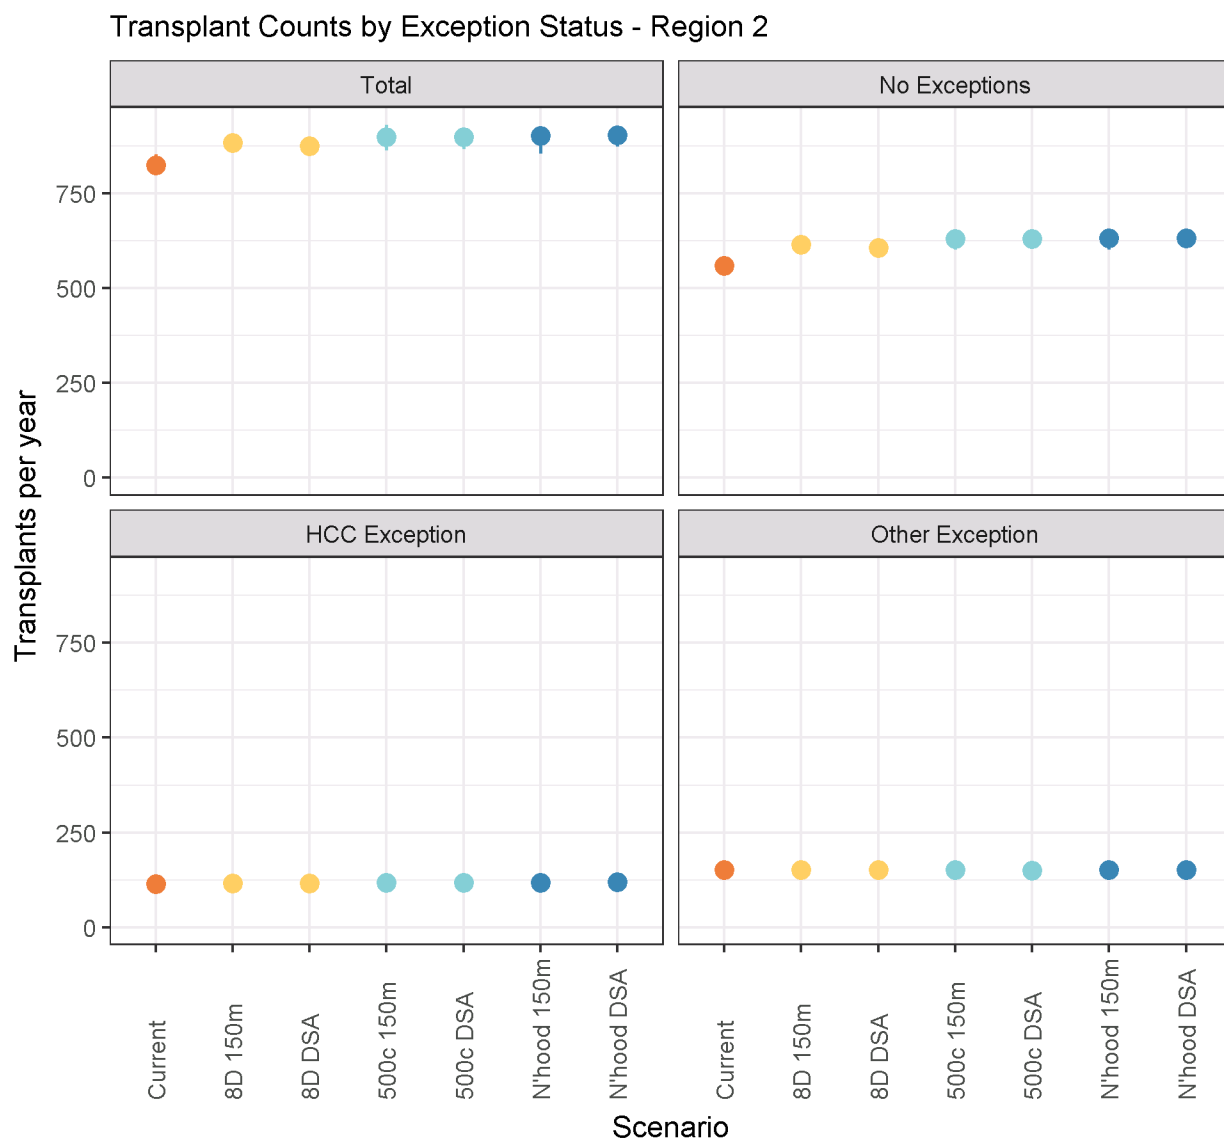 Transplant Counts by Exception Status - Region 2
Total
No Exceptions
750
500
250
0
HCC Exception
Other Exception
750
500
250
0
Transplants per year
Current
8D 150m
8D DSA
500c 150m
500c DSA
N'hood 150m
N'hood DSA
Current
8D 150m
8D DSA
500c 150m
500c DSA
N'hood 150m
N'hood DSA
Scenario